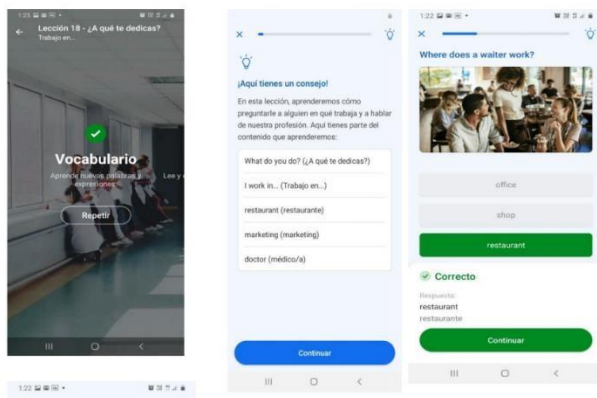 1:23
Lección 18 - ¿A qué te dedicas?
Trabajo en...
Vocabulario
Aprende nuevas palabras y
expresiones
Lee y
Repetir
¡Aquí tienes un consejo!
En esta lección, aprenderemos cómo
preguntarle a alguien en qué trabaja y a hablar
de nuestra profesión. Aquí tienes parte del
contenido que aprenderemos:
What do you do? (¿A qué te dedicas?)
I work in... (Trabajo en...)
restaurant (restaurante)
marketing (marketing)
doctor (médico/a)
Continuar
1:22
Where does a waiter work?
office
shop
restaurant
Correcto
Respuesta:
restaurant
restaurante
Continuar
1:22